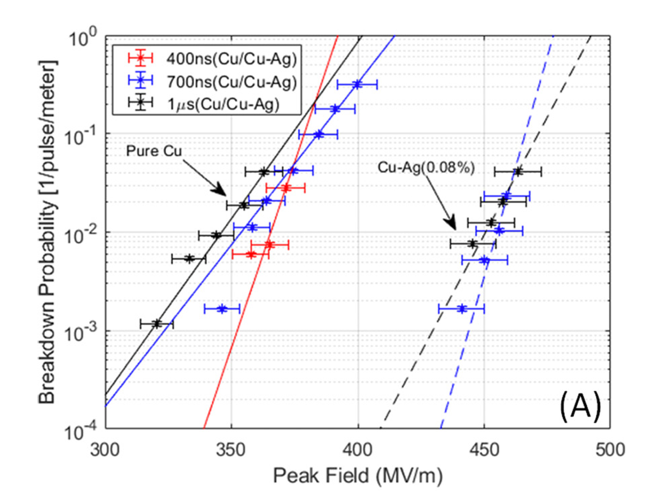 Breakdown Probability [1/pulse/meter]
10^0
10^-1
10^-2
10^-3
10^-4
400ns(Cu/Cu-Ag)
700ns(Cu/Cu-Ag)
1μs(Cu/Cu-Ag)
Pure Cu
Cu-Ag(0.08%)
(A)
300 350 400 450 500
Peak Field (MV/m)